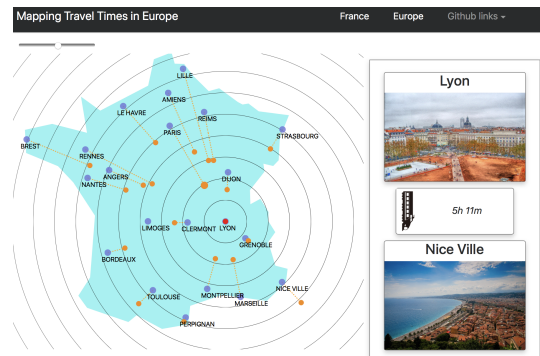 Mapping Travel Times in Europe
France
Europe
Github links
LILLE
AMIENS
LE HAVRE
REIMS
PARIS
STRASBOURG
BREST
RENNES
ANGERS
NANTES
DIJON
LIMOGES
CLERMONT
LYON
GRENOBLE
BORDEAUX
TOULOUSE
MONTPELLIER
NICE VILLE
MARSEILLE
PERPIGNAN
Lyon
5h 11m
Nice Ville